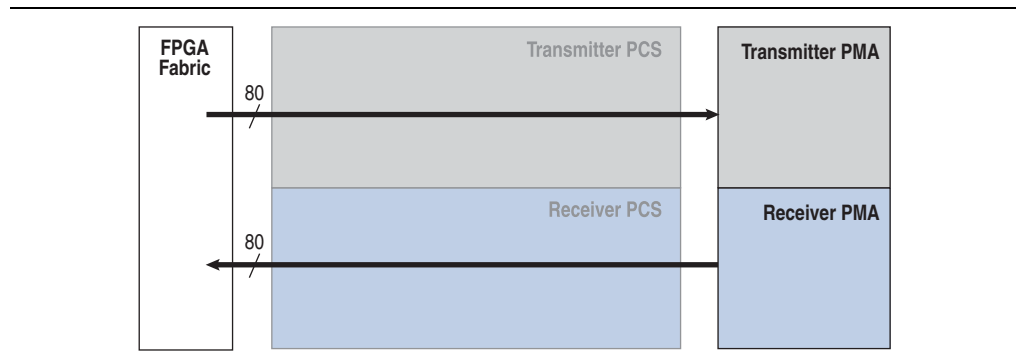 FPGA
Fabric
Transmitter PCS
Transmitter PMA
80
Receiver PCS
Receiver PMA
80